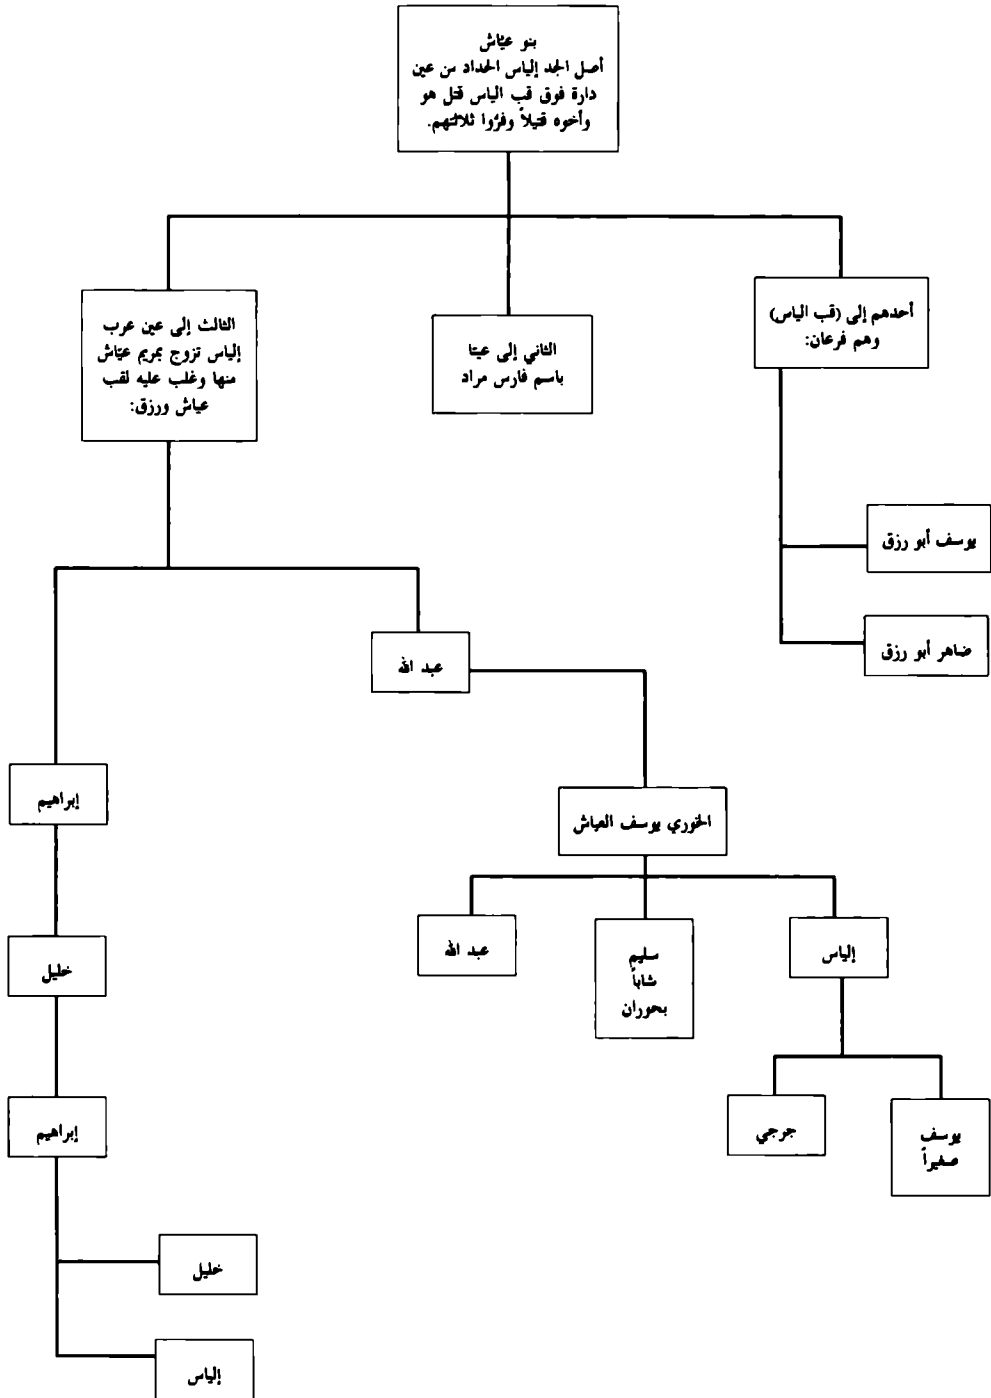 بنو عيّاش
أصل الجد إلياس الحداد من عين
دارة فوق قب الياس قتل هو
وأخوه قتيلاً وفرّوا ثلاثتهم.
أحدهم إلى (قب الياس)
وهم فرعان:
الثاني إلى عيتا
باسم فارس مراد
الثالث إلى عين عرب
إلياس تزوج بمريم عيّاش
منها وغلب عليه لقب
عياش ورزق:
يوسف أبو رزق
ضاهر أبو رزق
عبد الله
إبراهيم
الخوري يوسف العياش
إلياس
سليم
شاباً
بحوران
عبد الله
خليل
يوسف
صغيراً
جرجي
إبراهيم
خليل
إلياس